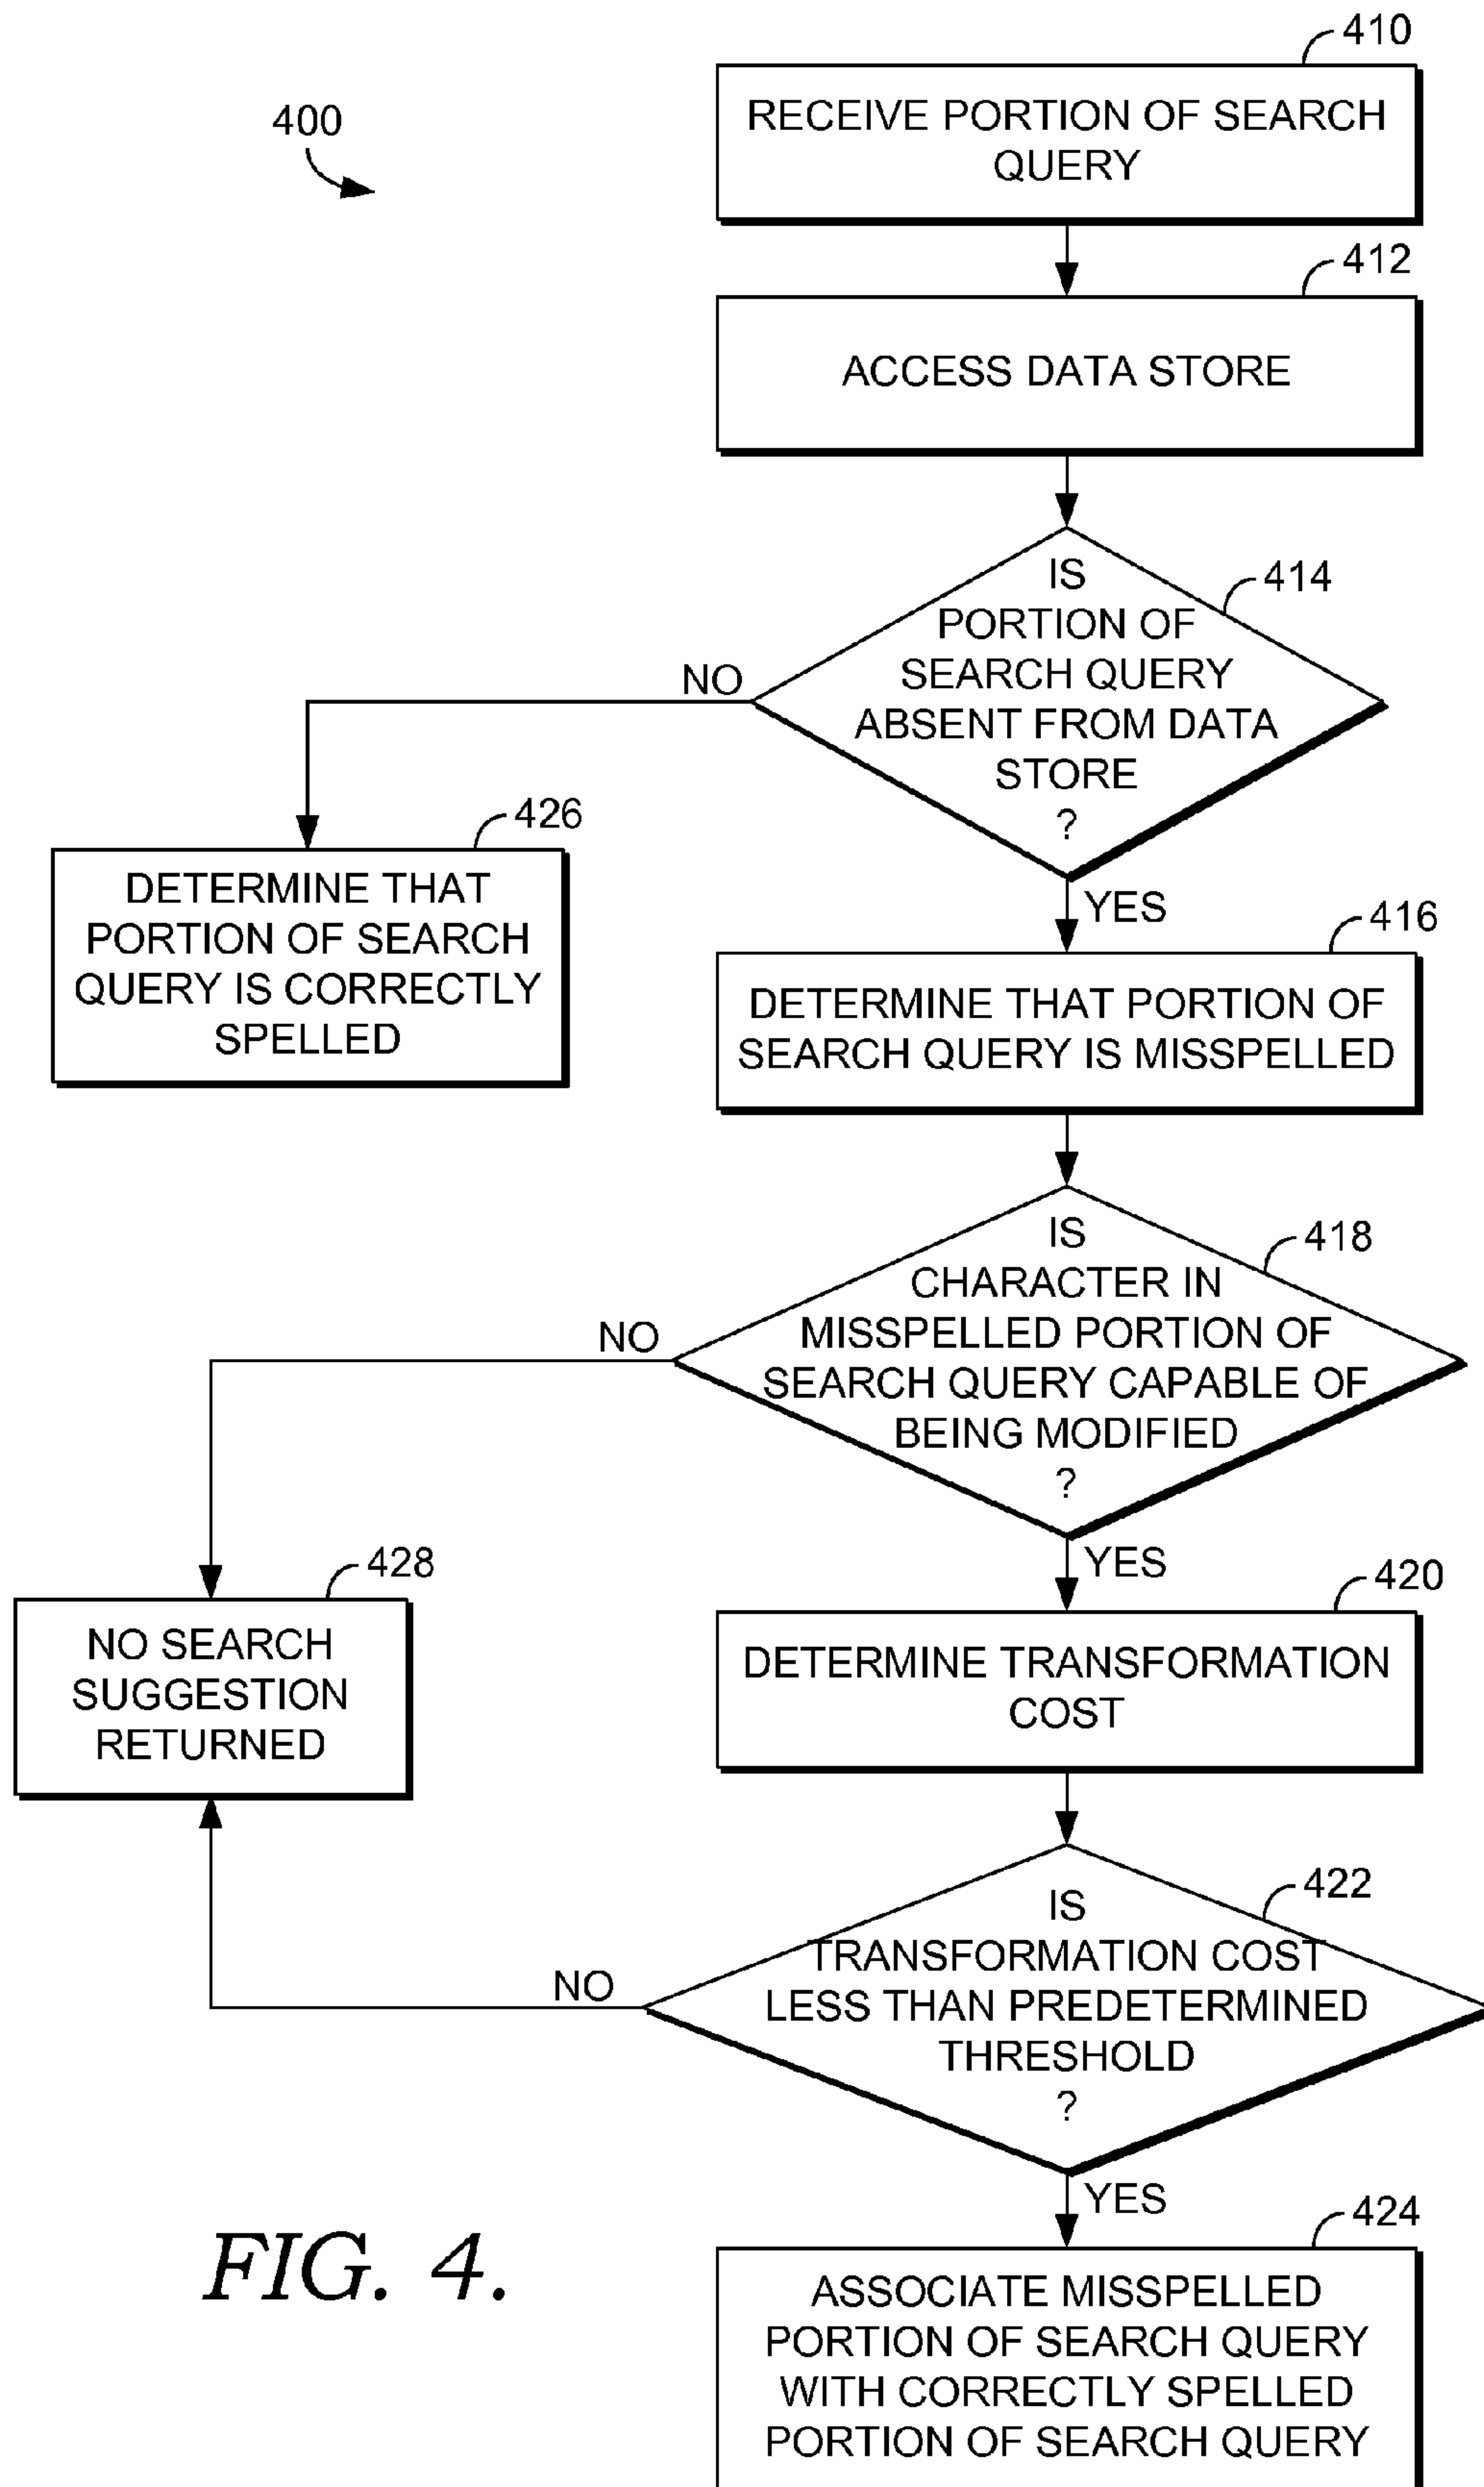 400
410
RECEIVE PORTION OF SEARCH
QUERY
412
ACCESS DATA STORE
414
IS
PORTION OF
SEARCH QUERY
ABSENT FROM DATA
STORE
?
NO
YES
426
DETERMINE THAT
PORTION OF SEARCH
QUERY IS CORRECTLY
SPELLED
416
DETERMINE THAT PORTION OF
SEARCH QUERY IS MISSPELLED
418
IS
CHARACTER IN
MISSPELLED PORTION OF
SEARCH QUERY CAPABLE OF
BEING MODIFIED
?
NO
YES
428
NO SEARCH
SUGGESTION
RETURNED
420
DETERMINE TRANSFORMATION
COST
422
IS
TRANSFORMATION COST
LESS THAN PREDETERMINED
THRESHOLD
?
NO
YES
424
ASSOCIATE MISSPELLED
PORTION OF SEARCH QUERY
WITH CORRECTLY SPELLED
PORTION OF SEARCH QUERY
FIG. 4.